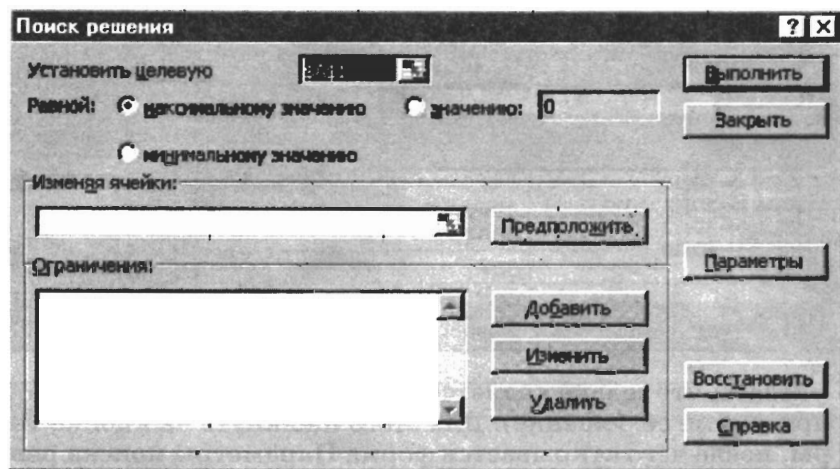 Поиск решения
Установить целевую
Выполнить
Равной: максимальному значению значению: 0
Закрыть
минимальному значению
Изменяя ячейки:
Предположить
Параметры
Ограничения:
Добавить
Изменить
Удалить
Восстановить
Справка